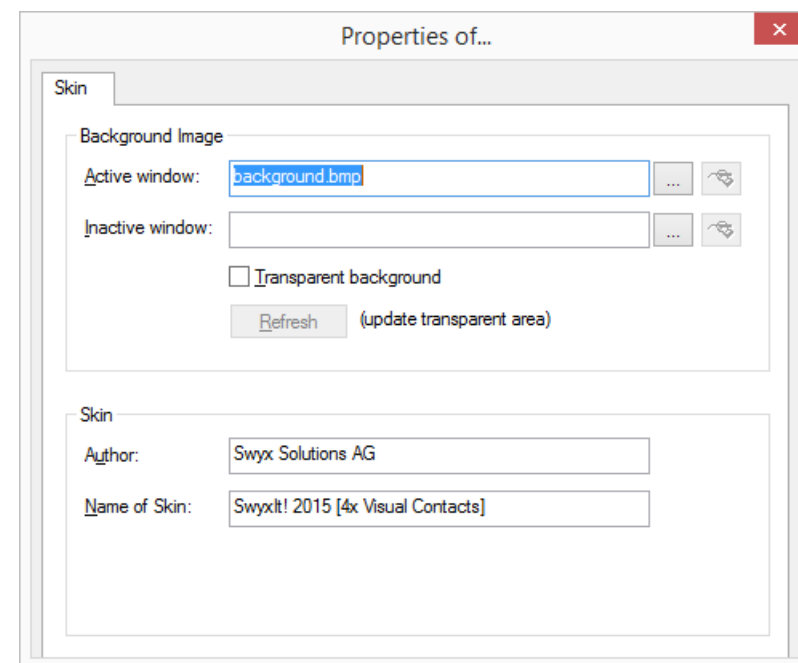 Properties of...
Skin
Background Image
Active window: background.bmp ...
Inactive window: ...
Transparent background
Refresh (update transparent area)
Skin
Author: Swyx Solutions AG
Name of Skin: SwyxIt! 2015 [4x Visual Contacts]